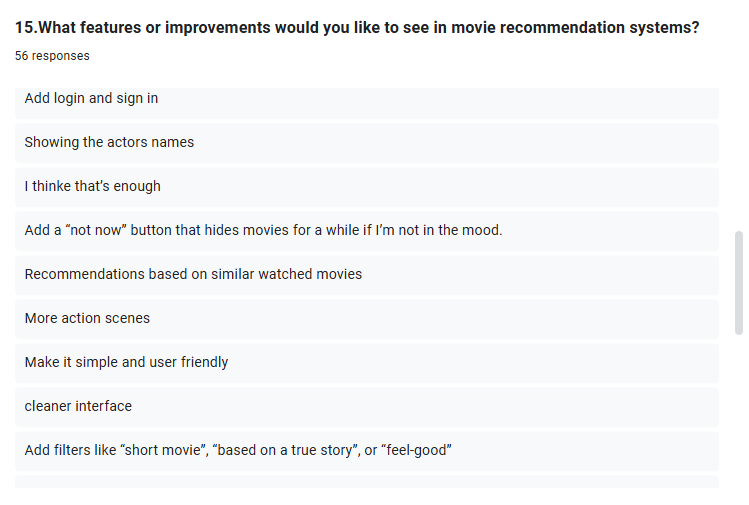 15.What features or improvements would you like to see in movie recommendation systems?
56 responses
Add login and sign in
Showing the actors names
I thinke that's enough
Add a “not now” button that hides movies for a while if I’m not in the mood.
Recommendations based on similar watched movies
More action scenes
Make it simple and user friendly
cleaner interface
Add filters like “short movie”, “based on a true story”, or “feel-good”